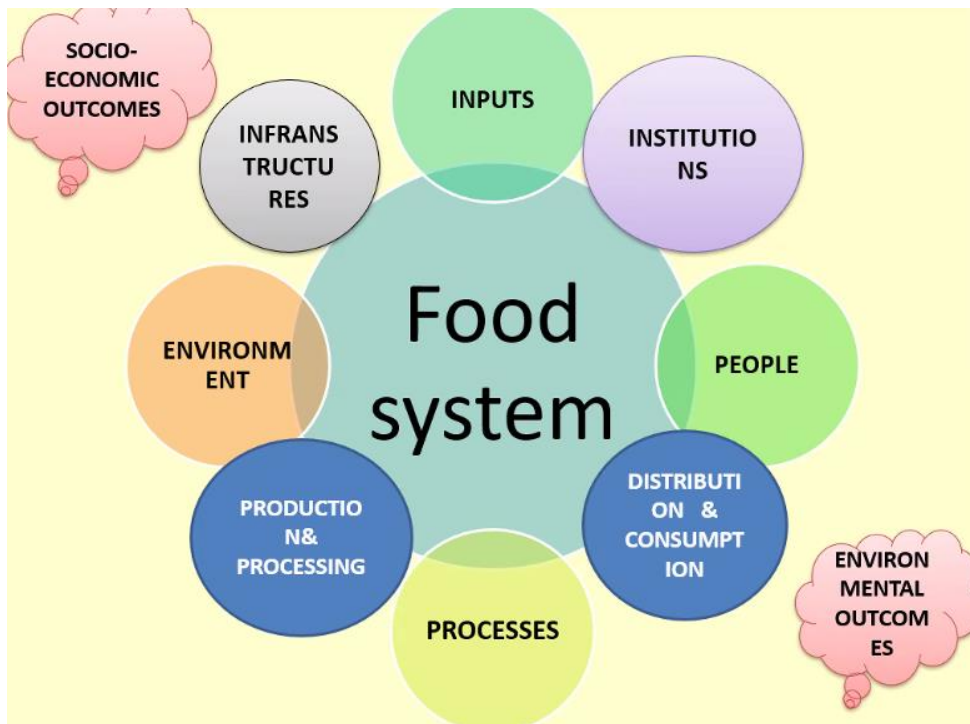 SOCIO-
ECONOMIC
OUTCOMES
INPUTS
INFRANS
TRUCTU
RES
INSTITUTIO
NS
Food
system
ENVIRONM
ENT
PEOPLE
PRODUCTIO
N&
PROCESSING
DISTRIBUTI
ON &
CONSUMPT
ION
PROCESSES
ENVIRON
MENTAL
OUTCOM
ES